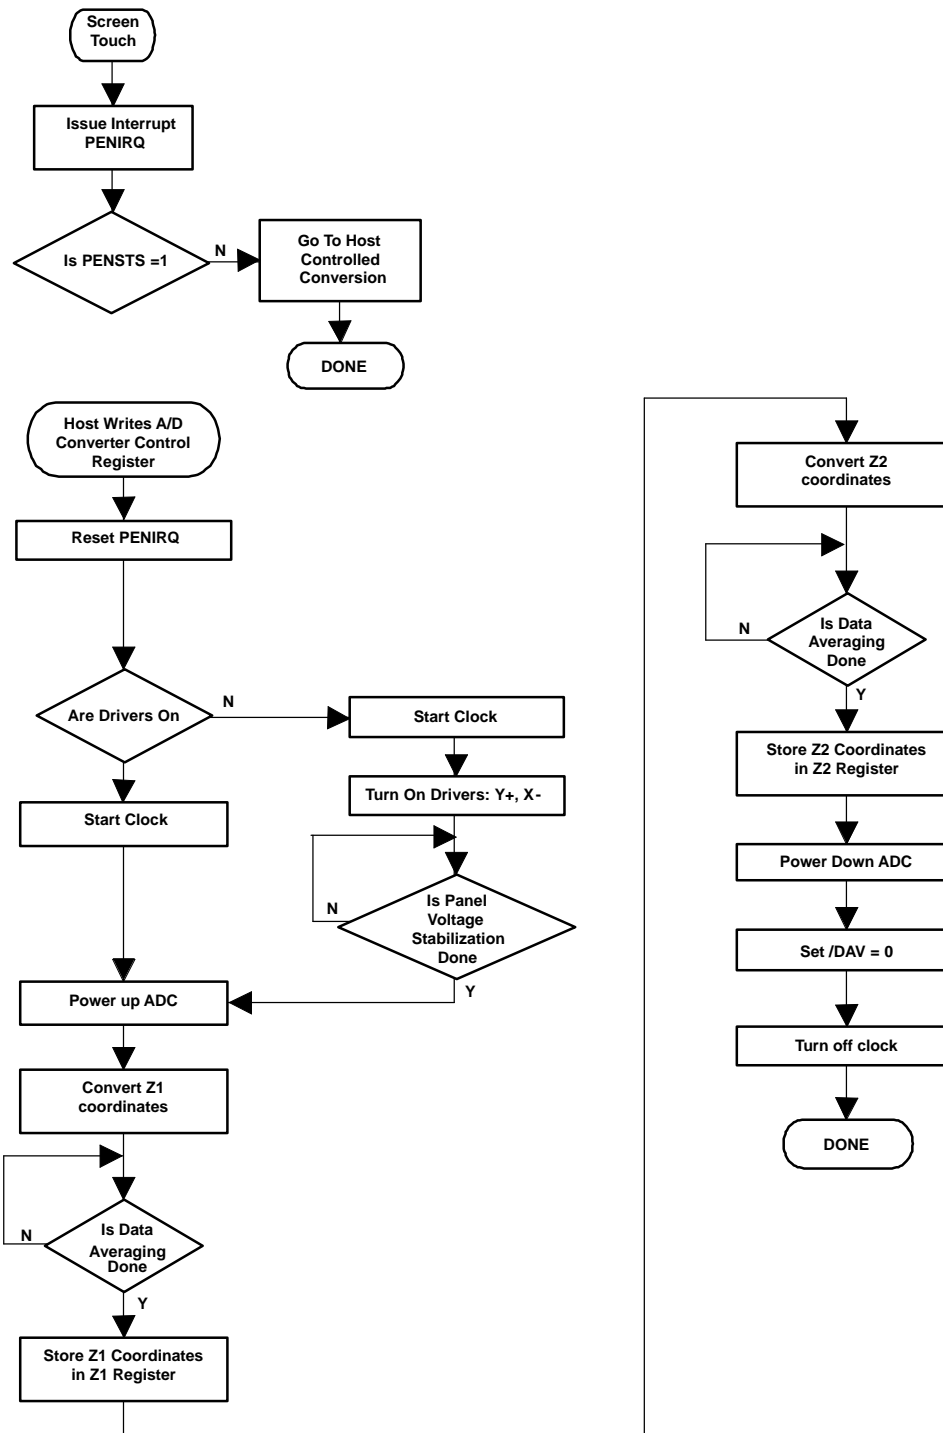 Screen
Touch
Issue Interrupt
PENIRQ
Is PENSTS =1
N
Go To Host
Controlled
Conversion
DONE
Host Writes A/D
Converter Control
Register
Reset PENIRQ
Are Drivers On
N
Start Clock
Start Clock
Turn On Drivers: Y+, X-
Is Panel
Voltage
Stabilization
Done
N
Y
Power up ADC
Convert Z1
coordinates
Is Data
Averaging
Done
N
Y
Store Z1 Coordinates
in Z1 Register
Convert Z2
coordinates
Is Data
Averaging
Done
N
Y
Store Z2 Coordinates
in Z2 Register
Power Down ADC
Set /DAV = 0
Turn off clock
DONE